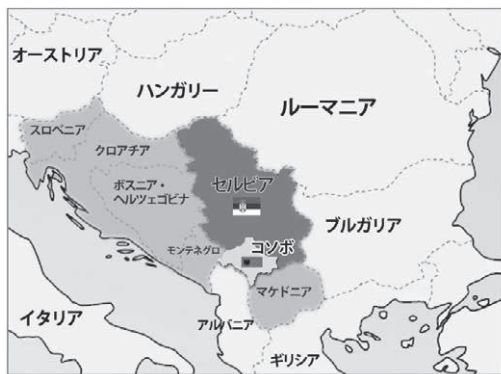 オーストリア
ハンガリー
ルーマニア
スロベニア
クロアチア
ボスニア・
ヘルツェゴビナ
セルビア
ブルガリア
モンテネグロ
コソボ
マケドニア
イタリア
アルバニア
ギリシア